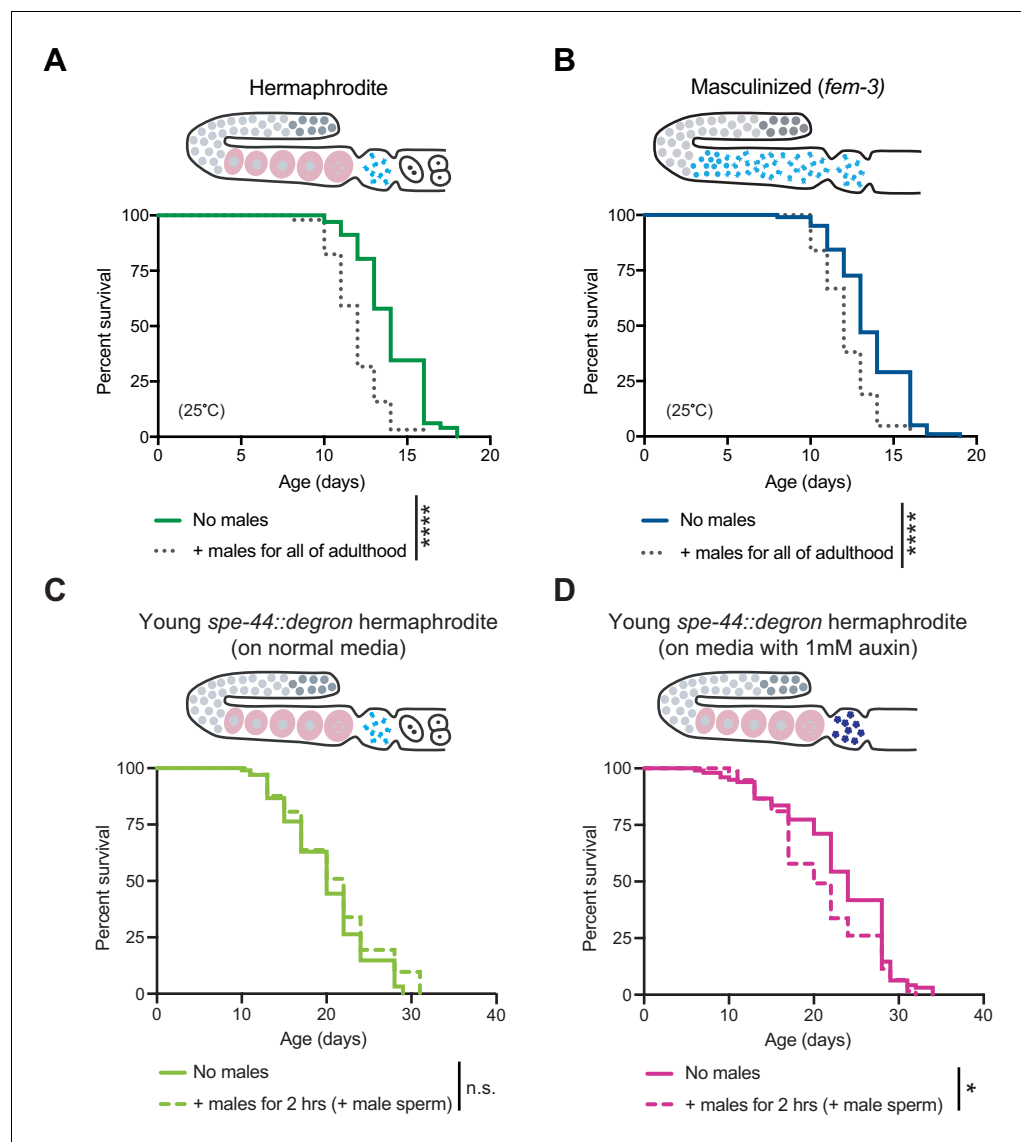 A
Hermaphrodite
100
75
50
25
0
Percent survival
(25°C)
0 5 10 15 20
Age (days)
No males
+ males for all of adulthood
****
B
Masculinized (fem-3)
100
75
50
25
0
Percent survival
(25°C)
0 5 10 15 20
Age (days)
No males
+ males for all of adulthood
****
C
Young spe-44::degron hermaphrodite
(on normal media)
100
75
50
25
0
Percent survival
0 10 20 30 40
Age (days)
No males
+ males for 2 hrs (+ male sperm)
n.s.
D
Young spe-44::degron hermaphrodite
(on media with 1mM auxin)
100
75
50
25
0
Percent survival
0 10 20 30 40
Age (days)
No males
+ males for 2 hrs (+ male sperm)
*